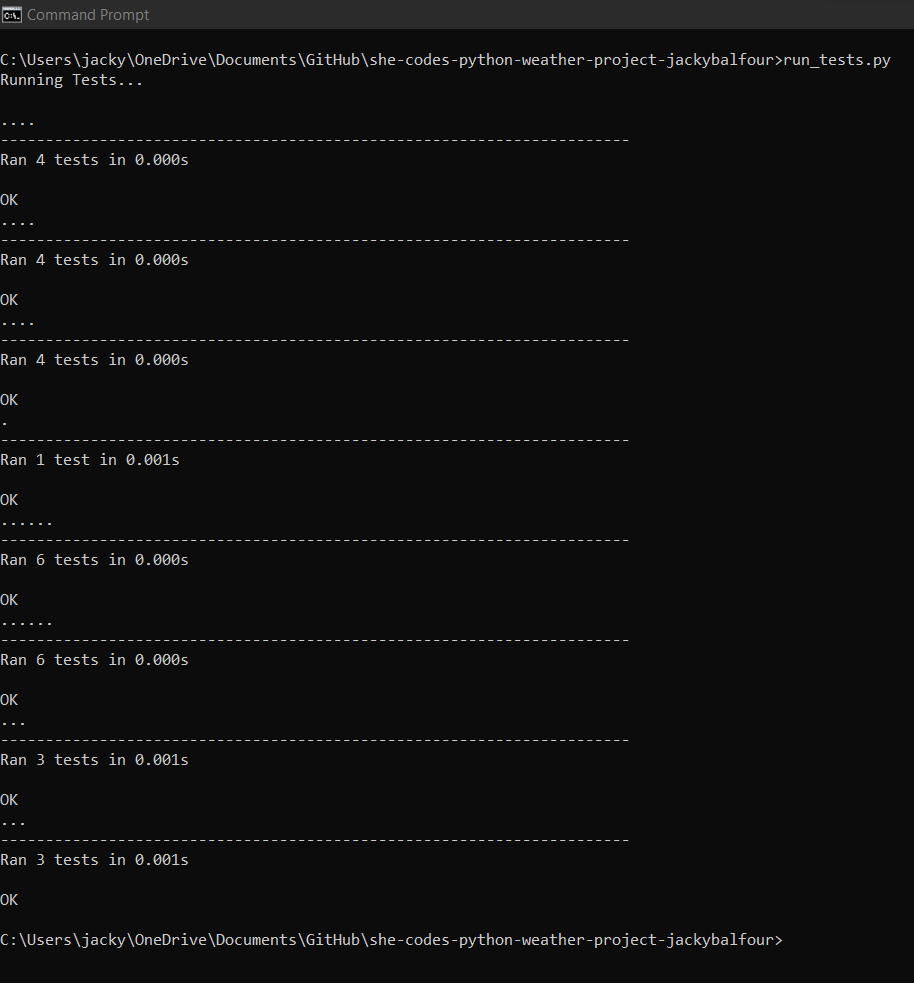 Command Prompt
C:\Users\jacky\OneDrive\Documents\GitHub\she-codes-python-weather-project-jackybalfour>run_tests.py
Running Tests...
....
----------------------------------------------------------------------
Ran 4 tests in 0.000s
OK
....
----------------------------------------------------------------------
Ran 4 tests in 0.000s
OK
....
----------------------------------------------------------------------
Ran 4 tests in 0.000s
OK
.
----------------------------------------------------------------------
Ran 1 test in 0.001s
OK
......
----------------------------------------------------------------------
Ran 6 tests in 0.000s
OK
......
----------------------------------------------------------------------
Ran 6 tests in 0.000s
OK
...
----------------------------------------------------------------------
Ran 3 tests in 0.001s
OK
...
----------------------------------------------------------------------
Ran 3 tests in 0.001s
OK
C:\Users\jacky\OneDrive\Documents\GitHub\she-codes-python-weather-project-jackybalfour>